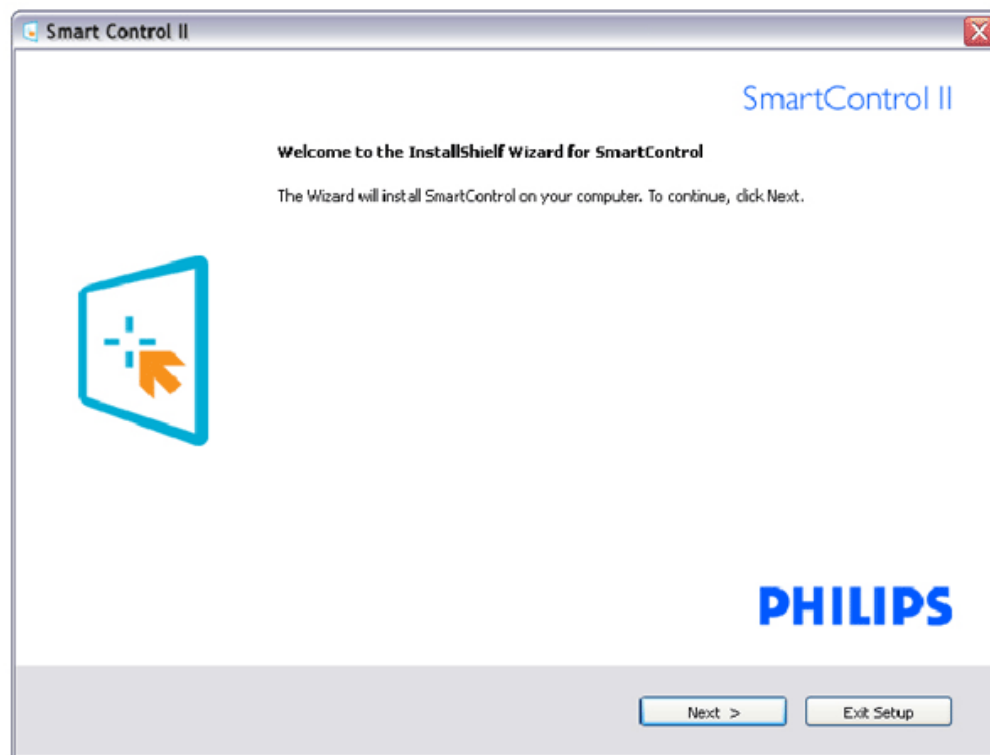 Smart Control II
SmartControl II
Welcome to the InstallShielf Wizard for SmartControl
The Wizard will install SmartControl on your computer. To continue, click Next.
PHILIPS
Next >
Exit Setup